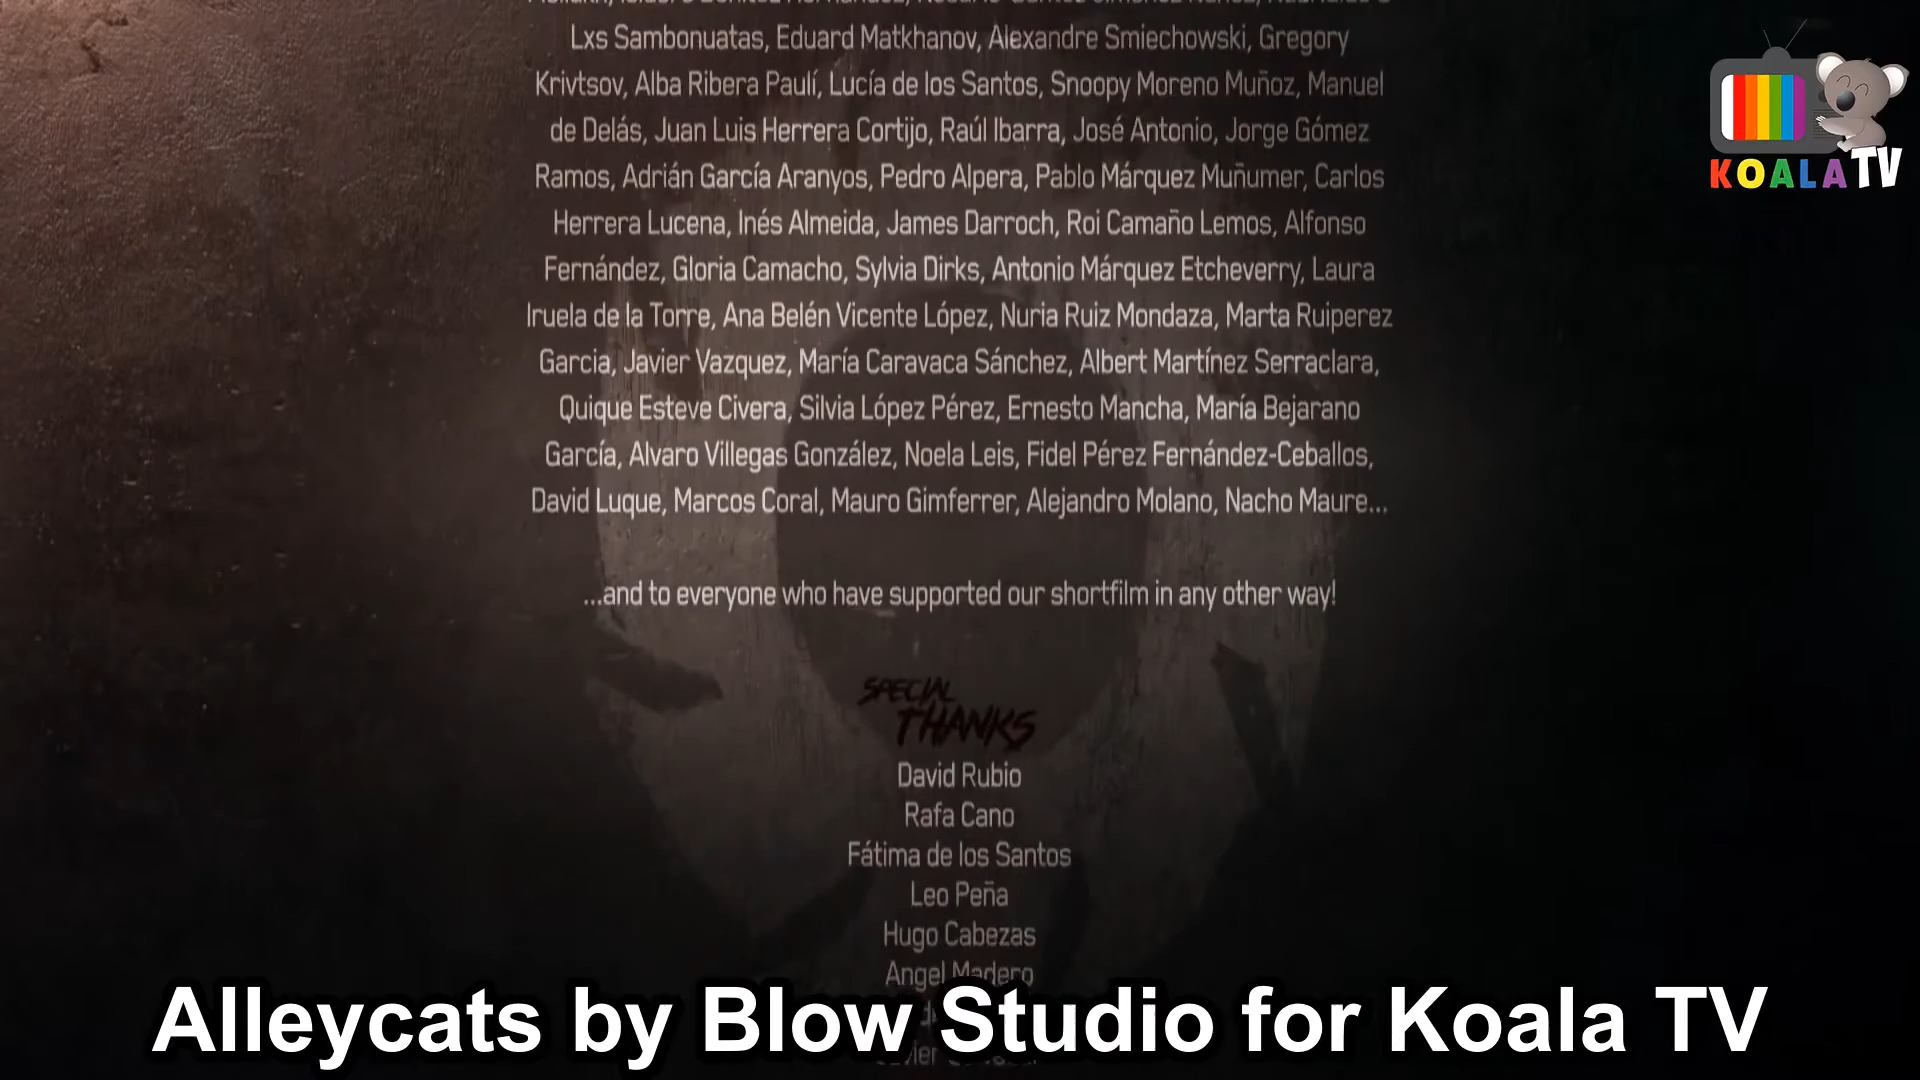 Lxs Sambonuatas, Eduard Matkhanov, Alexandre Smiechowski, Gregory
Krivtsov, Alba Ribera Paulí, Lucía de los Santos, Snoopy Moreno Muñoz, Manuel
de Delás, Juan Luis Herrera Cortijo, Raúl Ibarra, José Antonio, Jorge Gómez
Ramos, Adrián García Aranyos, Pedro Alpera, Pablo Márquez Muñumer, Carlos
Herrera Lucena, Inés Almeida, James Darroch, Roi Camaño Lemos, Alfonso
Fernández, Gloria Camacho, Sylvia Dirks, Antonio Márquez Etcheverry, Laura
Iruela de la Torre, Ana Belén Vicente López, Nuria Ruiz Mondaza, Marta Ruiperez
Garcia, Javier Vazquez, María Caravaca Sánchez, Albert Martínez Serraclara,
Quique Esteve Civera, Silvia López Pérez, Ernesto Mancha, María Bejarano
García, Alvaro Villegas González, Noela Leis, Fidel Pérez Fernández-Ceballos,
David Luque, Marcos Coral, Mauro Gimferrer, Alejandro Molano, Nacho Maure...
...and to everyone who have supported our shortfilm in any other way!
SPECIAL
THANKS
David Rubio
Rafa Cano
Fátima de los Santos
Leo Peña
Hugo Cabezas
Angel Madero
Alleycats by Blow Studio for Koala TV
KOALA TV